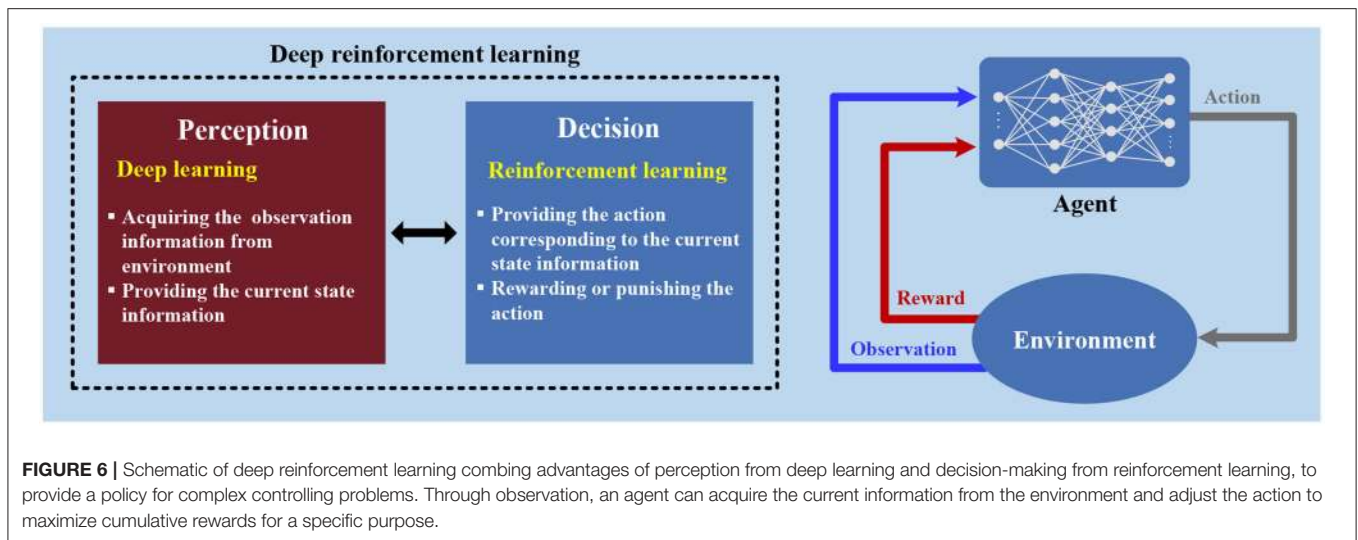 Deep reinforcement learning
Perception
Deep learning
▪ Acquiring the observation
information from
environment
▪ Providing the current state
information
Decision
Reinforcement learning
▪ Providing the action
corresponding to the current
state information
▪ Rewarding or punishing the
action
Action
Agent
Reward
Observation
Environment
FIGURE 6 | Schematic of deep reinforcement learning combing advantages of perception from deep learning and decision-making from reinforcement learning, to
provide a policy for complex controlling problems. Through observation, an agent can acquire the current information from the environment and adjust the action to
maximize cumulative rewards for a specific purpose.